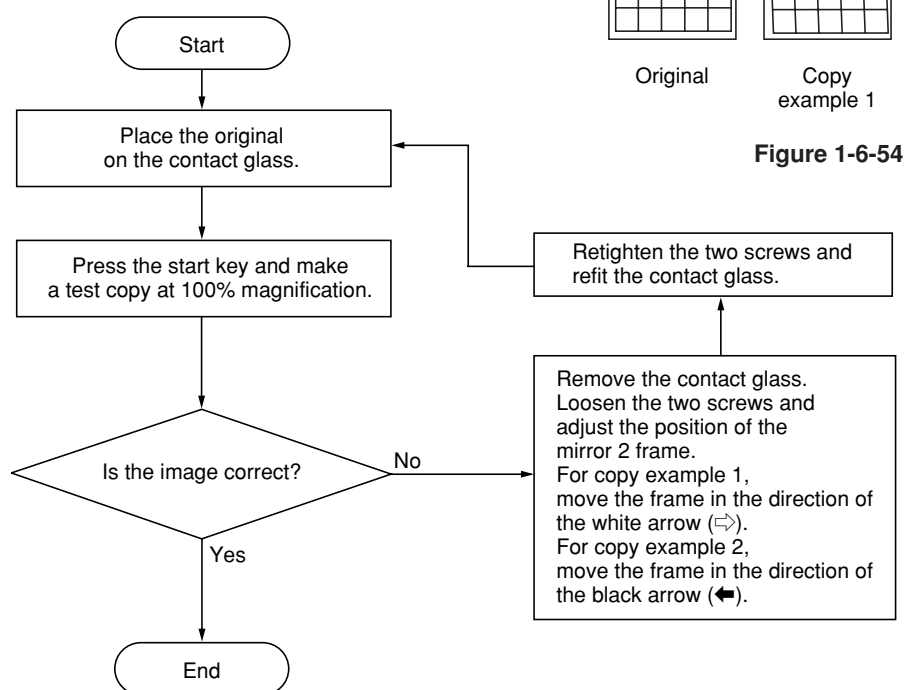 Start
Original
Copy
example 1
Figure 1-6-54
Place the original
on the contact glass.
Press the start key and make
a test copy at 100% magnification.
Is the image correct?
No
Yes
End
Remove the contact glass.
Loosen the two screws and
adjust the position of the
mirror 2 frame.
For copy example 1,
move the frame in the direction of
the white arrow (⇨).
For copy example 2,
move the frame in the direction of
the black arrow (⬅).
Retighten the two screws and
refit the contact glass.